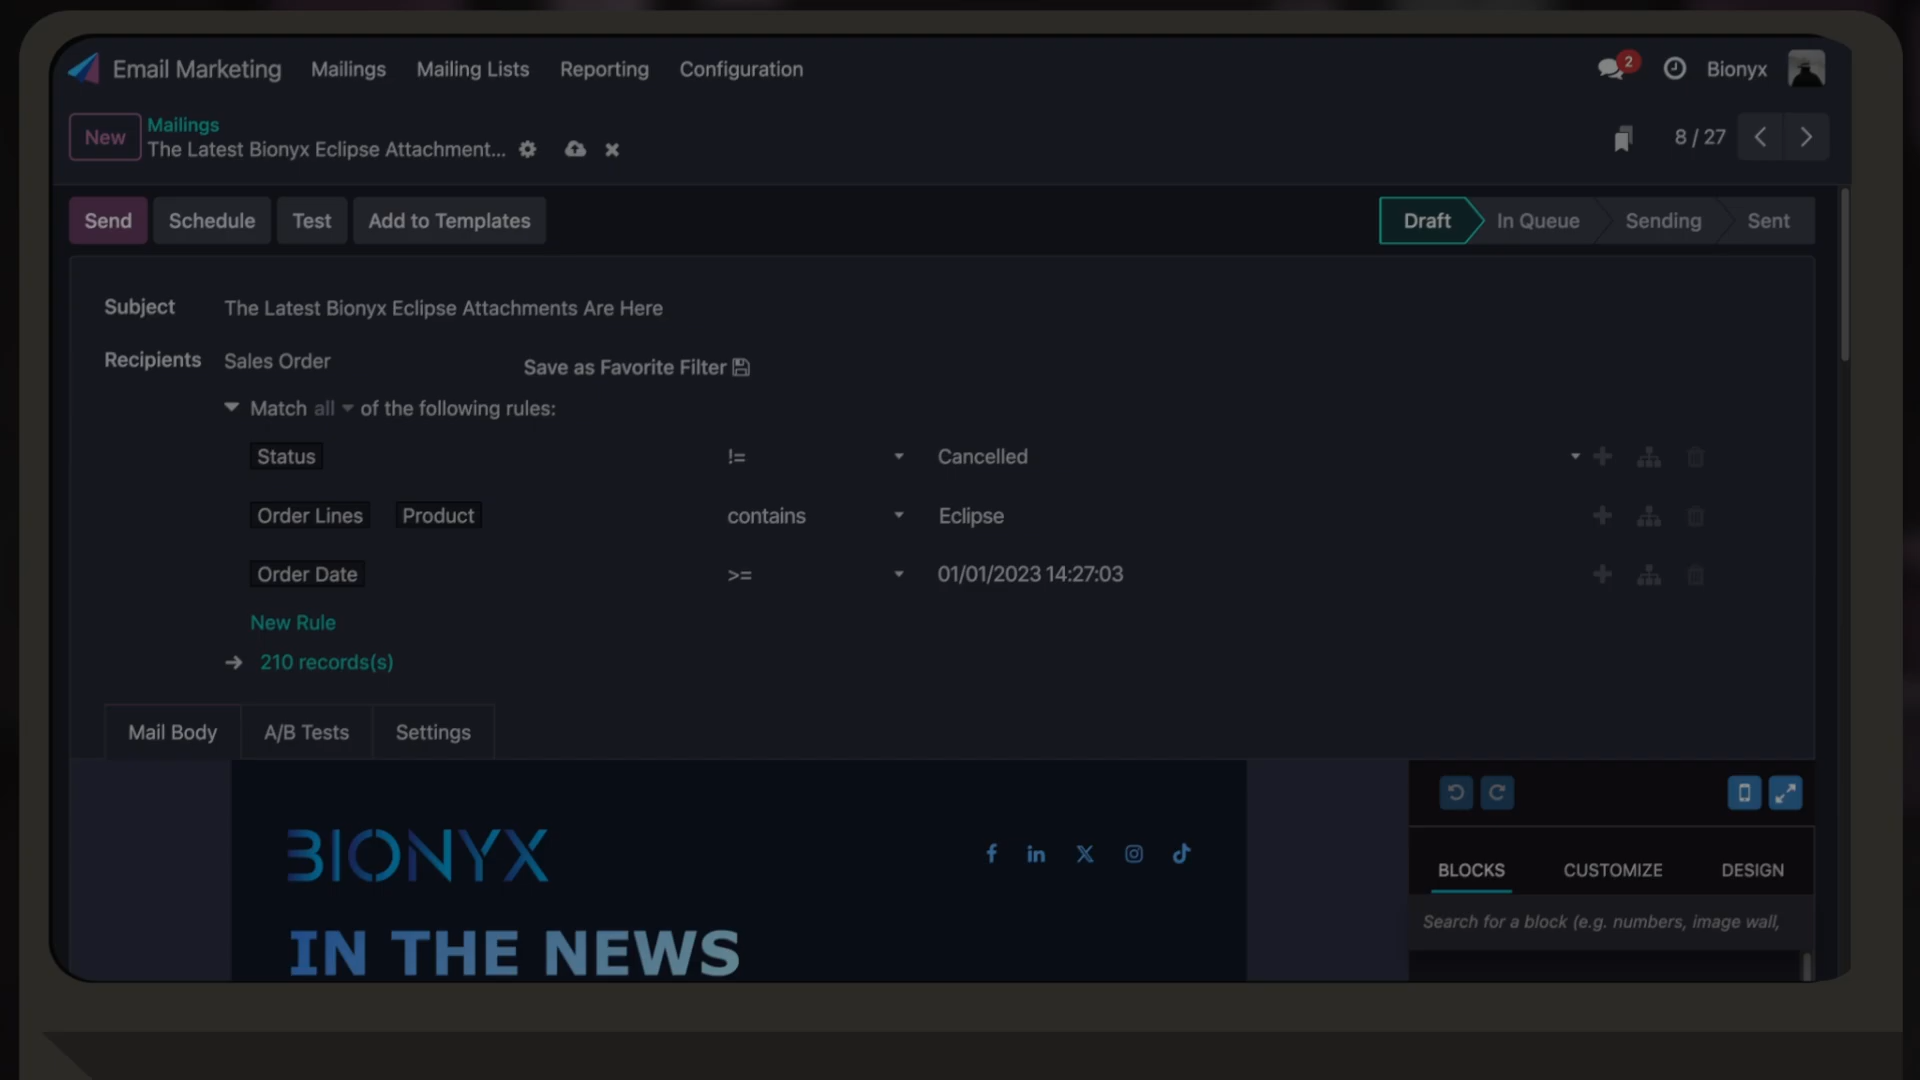 Email Marketing Mailings Mailing Lists Reporting Configuration 2 Bionyx
New Mailings
The Latest Bionyx Eclipse Attachment... 8 / 27
Send Schedule Test Add to Templates Draft In Queue Sending Sent
Subject The Latest Bionyx Eclipse Attachments Are Here
Recipients Sales Order Save as Favorite Filter
Match all of the following rules:
Status != Cancelled
Order Lines Product contains Eclipse
Order Date >= 01/01/2023 14:27:03
New Rule
210 records(s)
Mail Body A/B Tests Settings
BIONYX
IN THE NEWS
BLOCKS CUSTOMIZE DESIGN
Search for a block (e.g. numbers, image wall,